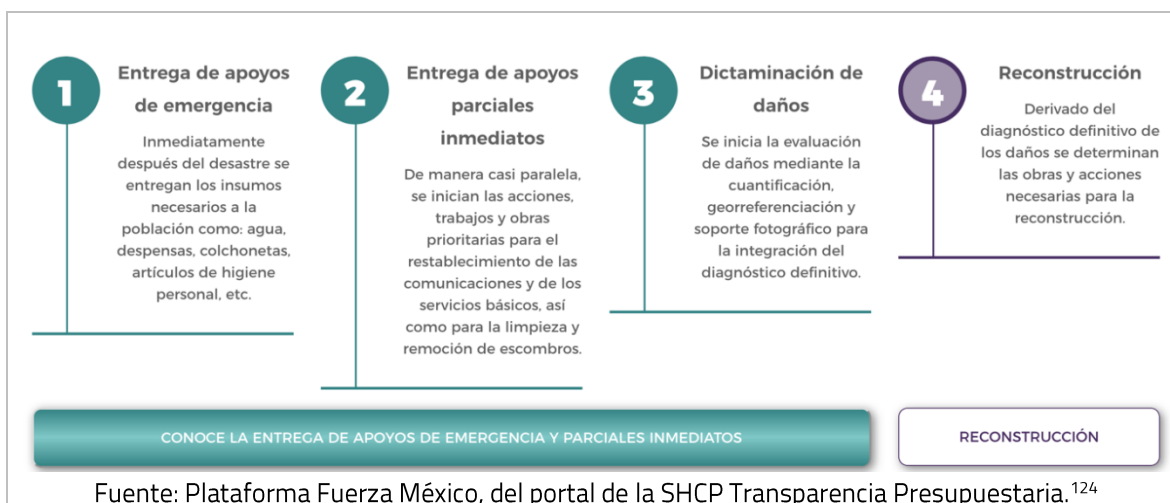 1
Entrega de apoyos
de emergencia
Inmediatamente
después del desastre se
entregan los insumos
necesarios a la
población como: agua,
despensas, colchonetas,
artículos de higiene
personal, etc.
2
Entrega de apoyos
parciales
inmediatos
De manera casi paralela,
se inician las acciones,
trabajos y obras
prioritarias para el
restablecimiento de las
comunicaciones y de los
servicios básicos, así
como para la limpieza y
remoción de escombros.
3
Dictaminación de
daños
Se inicia la evaluación
de daños mediante la
cuantificación,
georreferenciación y
soporte fotográfico para
la integración del
diagnóstico definitivo.
4
Reconstrucción
Derivado del
diagnóstico definitivo de
los daños se determinan
las obras y acciones
necesarias para la
reconstrucción.
CONOCE LA ENTREGA DE APOYOS DE EMERGENCIA Y PARCIALES INMEDIATOS
RECONSTRUCCIÓN
Fuente: Plataforma Fuerza México, del portal de la SHCP Transparencia Presupuestaria.¹²⁴